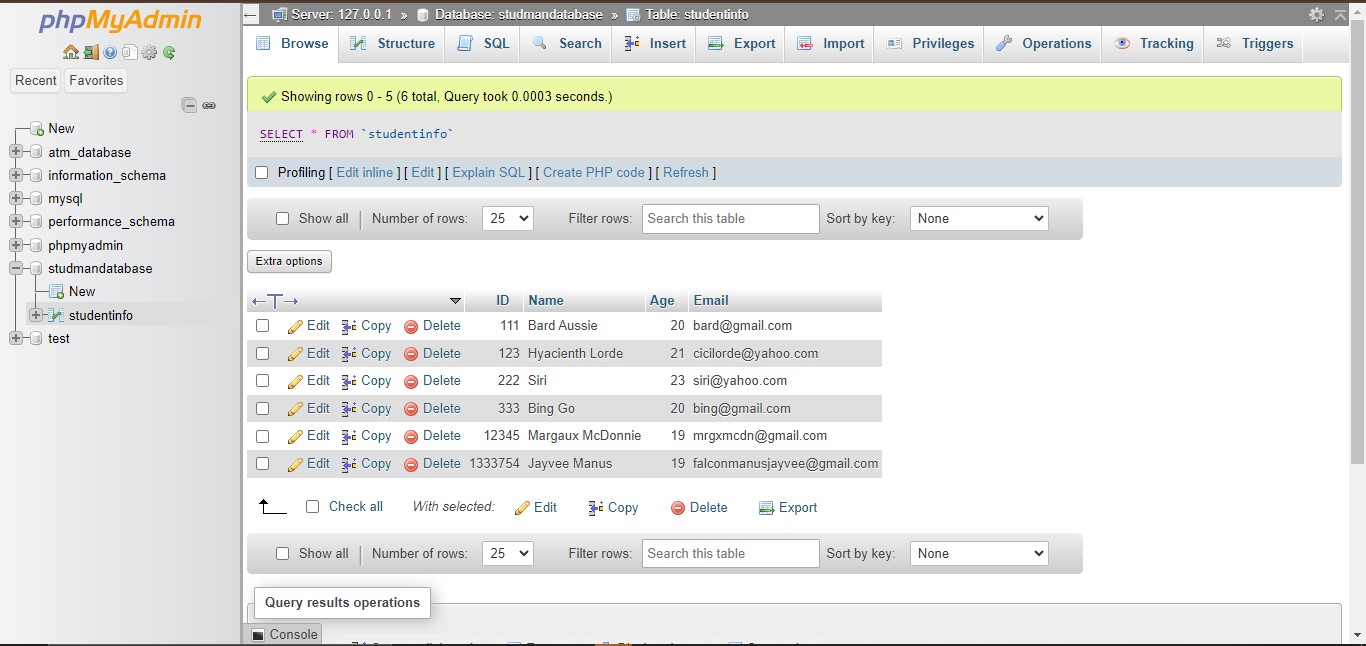 phpMyAdmin
Recent Favorites
New
atm_database
information_schema
mysql
performance_schema
phpmyadmin
studmandatabase
New
studentinfo
test
Server: 127.0.0.1 » Database: studmandatabase » Table: studentinfo
Browse Structure SQL Search Insert Export Import Privileges Operations Tracking Triggers
Showing rows 0 - 5 (6 total, Query took 0.0003 seconds.)
SELECT * FROM `studentinfo`
Profiling [ Edit inline ] [ Edit ] [ Explain SQL ] [ Create PHP code ] [ Refresh ]
Show all Number of rows: 25 Filter rows: Search this table Sort by key: None
Extra options
ID Name Age Email
Edit Copy Delete 111 Bard Aussie 20 bard@gmail.com
Edit Copy Delete 123 Hyacienth Lorde 21 cicilorde@yahoo.com
Edit Copy Delete 222 Siri 23 siri@yahoo.com
Edit Copy Delete 333 Bing Go 20 bing@gmail.com
Edit Copy Delete 12345 Margaux McDonnie 19 mrgxmcdn@gmail.com
Edit Copy Delete 1333754 Jayvee Manus 19 falconmanusjayvee@gmail.com
Check all With selected: Edit Copy Delete Export
Show all Number of rows: 25 Filter rows: Search this table Sort by key: None
Query results operations
Console